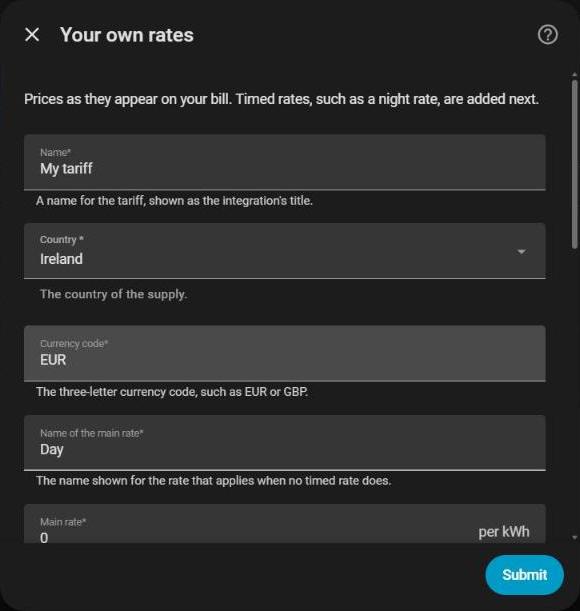 Your own rates
Prices as they appear on your bill. Timed rates, such as a night rate, are added next.
Name*
My tariff
A name for the tariff, shown as the integration's title.
Country *
Ireland
The country of the supply.
Currency code*
EUR
The three-letter currency code, such as EUR or GBP.
Name of the main rate*
Day
The name shown for the rate that applies when no timed rate does.
Main rate*
0
per kWh
Submit